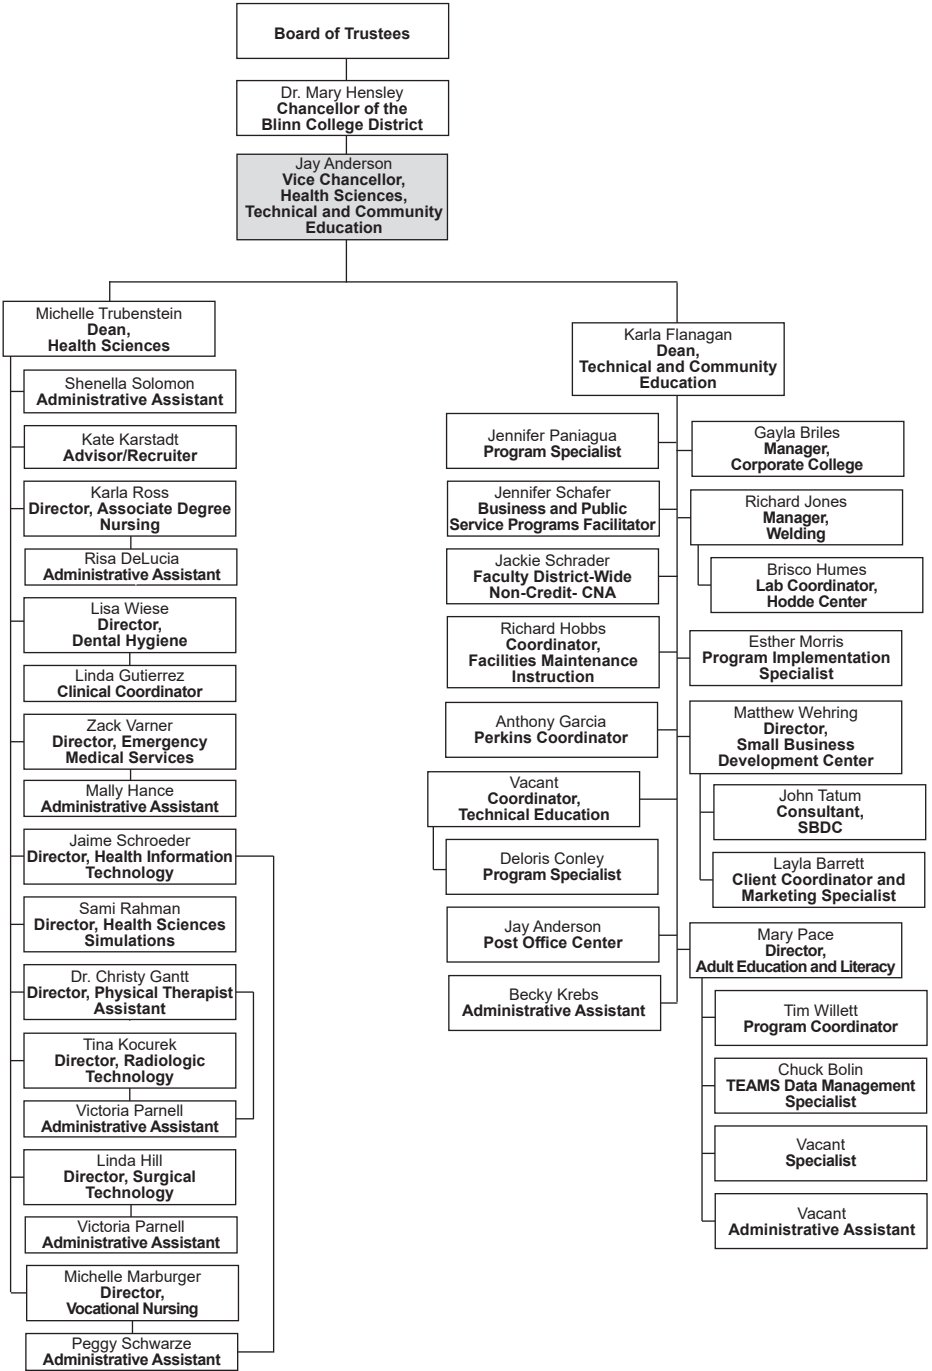 Board of Trustees
Dr. Mary Hensley
Chancellor of the
Blinn College District
Jay Anderson
Vice Chancellor,
Health Sciences,
Technical and Community
Education
Michelle Trubenstein
Dean,
Health Sciences
Shenella Solomon
Administrative Assistant
Kate Karstadt
Advisor/Recruiter
Karla Ross
Director, Associate Degree
Nursing
Risa DeLucia
Administrative Assistant
Lisa Wiese
Director,
Dental Hygiene
Linda Gutierrez
Clinical Coordinator
Zack Varner
Director, Emergency
Medical Services
Mally Hance
Administrative Assistant
Jaime Schroeder
Director, Health Information
Technology
Sami Rahman
Director, Health Sciences
Simulations
Dr. Christy Gantt
Director, Physical Therapist
Assistant
Tina Kocurek
Director, Radiologic
Technology
Victoria Parnell
Administrative Assistant
Linda Hill
Director, Surgical
Technology
Victoria Parnell
Administrative Assistant
Michelle Marburger
Director,
Vocational Nursing
Peggy Schwarze
Administrative Assistant
Karla Flanagan
Dean,
Technical and Community
Education
Jennifer Paniagua
Program Specialist
Jennifer Schafer
Business and Public
Service Programs Facilitator
Jackie Schrader
Faculty District-Wide
Non-Credit- CNA
Richard Hobbs
Coordinator,
Facilities Maintenance
Instruction
Anthony Garcia
Perkins Coordinator
Vacant
Coordinator,
Technical Education
Deloris Conley
Program Specialist
Jay Anderson
Post Office Center
Becky Krebs
Administrative Assistant
Gayla Briles
Manager,
Corporate College
Richard Jones
Manager,
Welding
Brisco Humes
Lab Coordinator,
Hodde Center
Esther Morris
Program Implementation
Specialist
Matthew Wehring
Director,
Small Business
Development Center
John Tatum
Consultant,
SBDC
Layla Barrett
Client Coordinator and
Marketing Specialist
Mary Pace
Director,
Adult Education and Literacy
Tim Willett
Program Coordinator
Chuck Bolin
TEAMS Data Management
Specialist
Vacant
Specialist
Vacant
Administrative Assistant